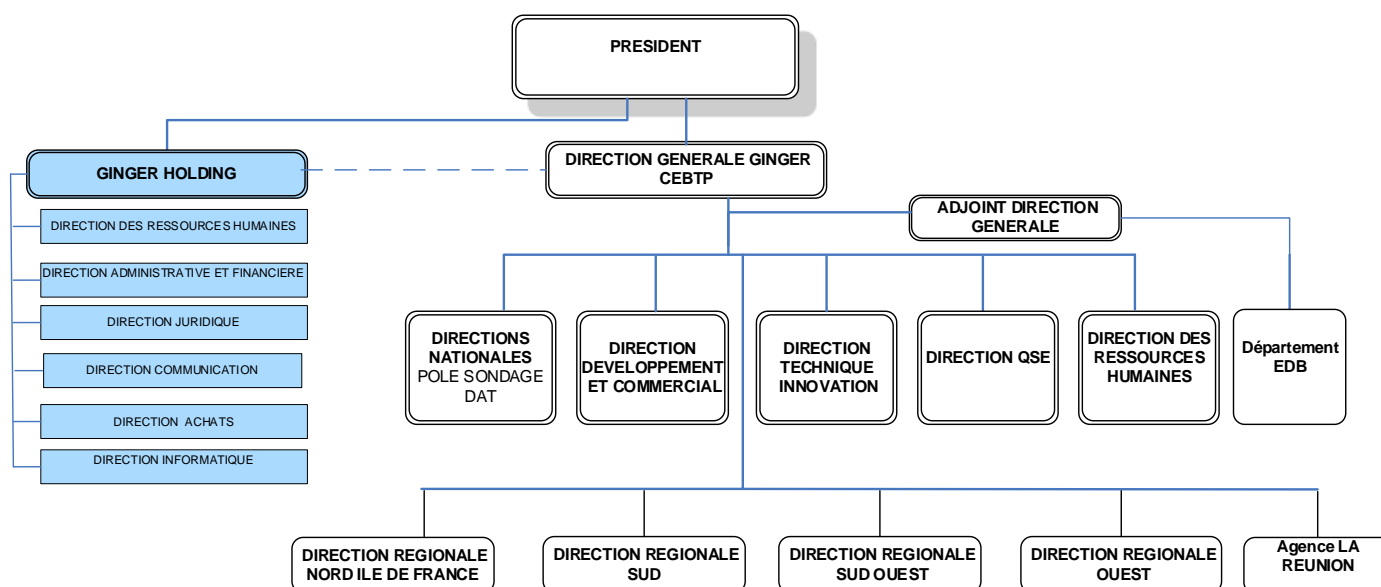 PRESIDENT
GINGER HOLDING
DIRECTION GENERALE GINGER
CEBTP
ADJOINT DIRECTION
GENERALE
DIRECTION DES RESSOURCES HUMAINES
DIRECTION ADMINISTRATIVE ET FINANCIERE
DIRECTION JURIDIQUE
DIRECTION COMMUNICATION
DIRECTION ACHATS
DIRECTION INFORMATIQUE
DIRECTIONS
NATIONALES
POLE SONDAGE
DAT
DIRECTION
DEVELOPPEMENT
ET COMMERCIAL
DIRECTION
TECHNIQUE
INNOVATION
DIRECTION QSE
DIRECTION DES
RESSOURCES
HUMAINES
Département
EDB
DIRECTION REGIONALE
NORD ILE DE FRANCE
DIRECTION REGIONALE
SUD
DIRECTION REGIONALE
SUD OUEST
DIRECTION REGIONALE
OUEST
Agence LA
REUNION